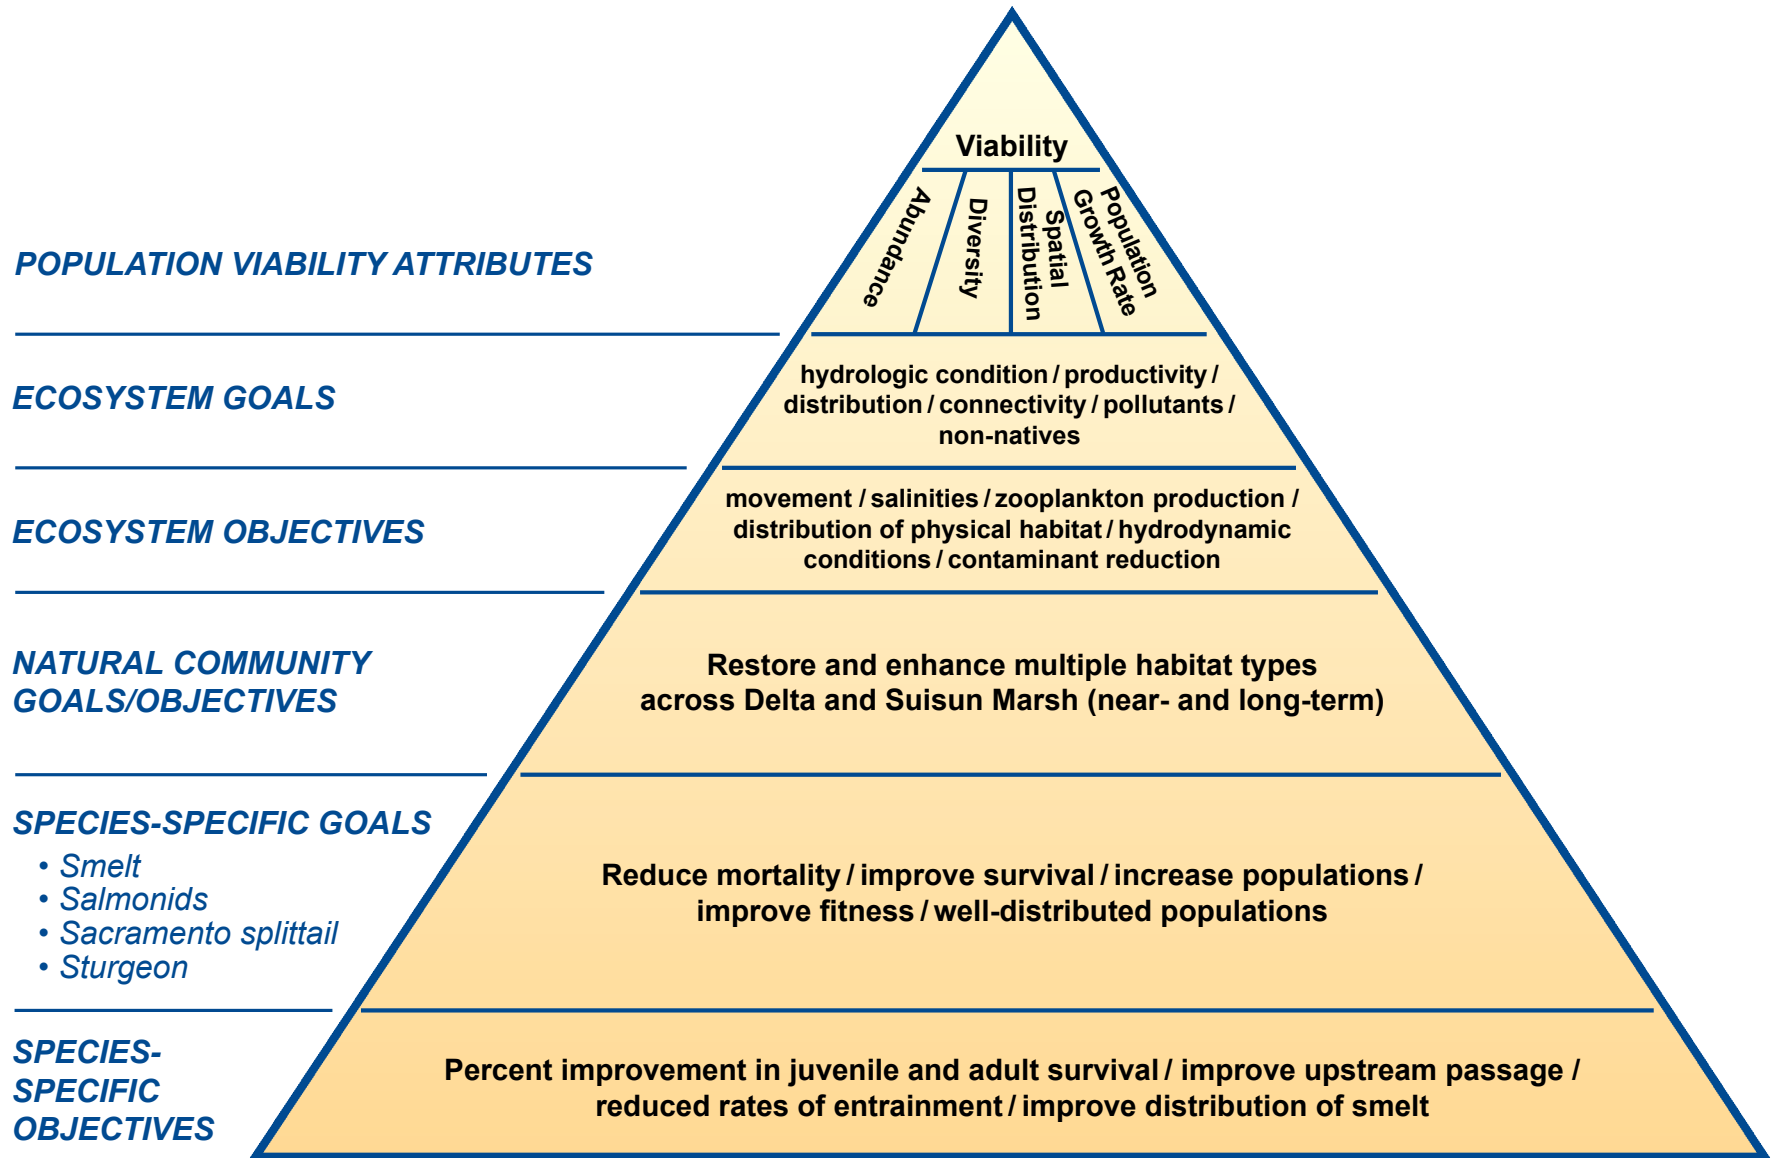 Viability
Abundance
Diversity
Spatial
Distribution
Population
Growth Rate
POPULATION VIABILITY ATTRIBUTES
ECOSYSTEM GOALS
hydrologic condition / productivity /
distribution / connectivity / pollutants /
non-natives
ECOSYSTEM OBJECTIVES
movement / salinities / zooplankton production /
distribution of physical habitat / hydrodynamic
conditions / contaminant reduction
NATURAL COMMUNITY
GOALS/OBJECTIVES
Restore and enhance multiple habitat types
across Delta and Suisun Marsh (near- and long-term)
SPECIES-SPECIFIC GOALS
• Smelt
• Salmonids
• Sacramento splittail
• Sturgeon
Reduce mortality / improve survival / increase populations /
improve fitness / well-distributed populations
SPECIES-
SPECIFIC
OBJECTIVES
Percent improvement in juvenile and adult survival / improve upstream passage /
reduced rates of entrainment / improve distribution of smelt